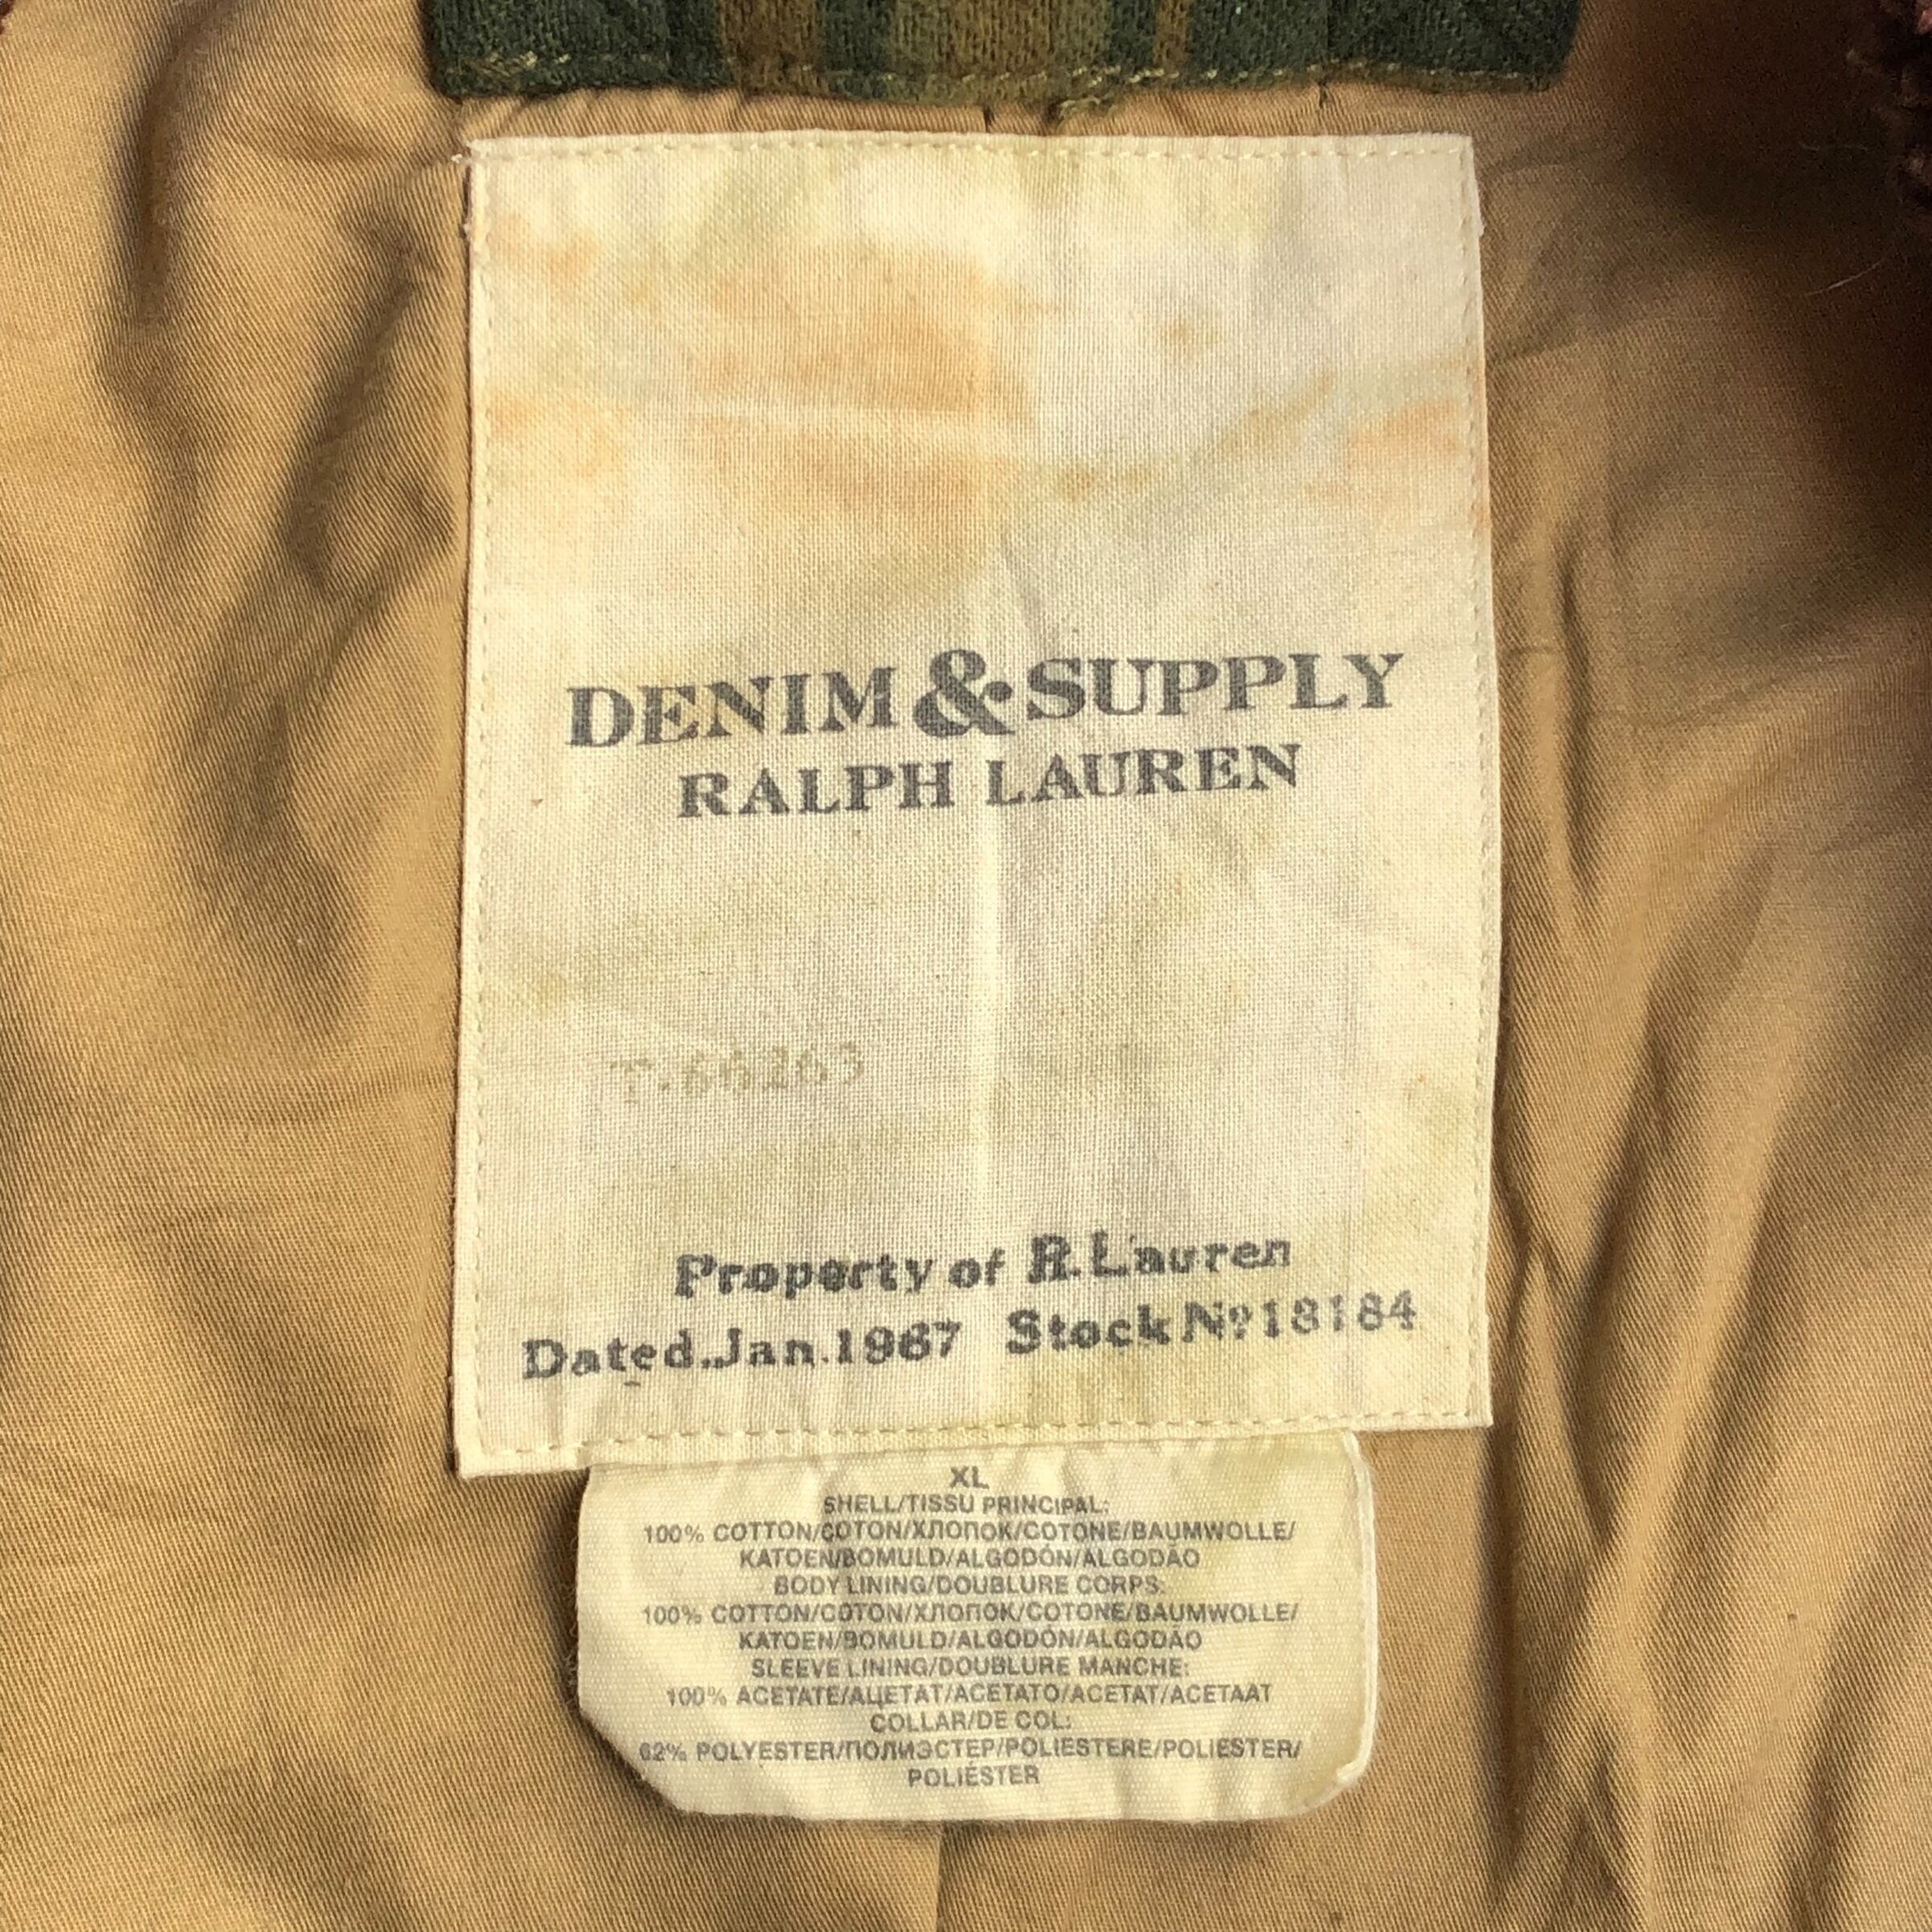 DENIM & SUPPLY
RALPH LAUREN
T.66263
Property of R.Lauren
Dated.Jan.1967 Stock Nº18184
XL
SHELL/TISSU PRINCIPAL:
100% COTTON/COTON/ХЛОПОК/COTONE/BAUMWOLLE/
KATOEN/BOMULD/ALGODÓN/ALGODÃO
BODY LINING/DOUBLURE CORPS:
100% COTTON/COTON/ХЛОПОК/COTONE/BAUMWOLLE/
KATOEN/BOMULD/ALGODÓN/ALGODÃO
SLEEVE LINING/DOUBLURE MANCHE:
100% ACETATE/АЦЕТАТ/ACETATO/ACETAT/ACETAAT
COLLAR/DE COL:
62% POLYESTER/ПОЛИЭСТЕР/POLIESTERE/POLIESTER/
POLIÉSTER